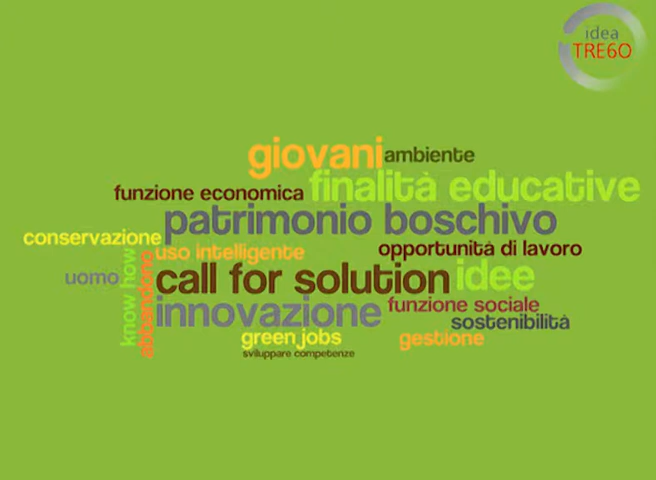 idea
TRE60
giovani ambiente
funzione economica finalità educative
patrimonio boschivo
conservazione
uso intelligente opportunità di lavoro
uomo know how abbandono call for solution idee
innovazione funzione sociale
sostenibilità
green jobs gestione
sviluppare competenze